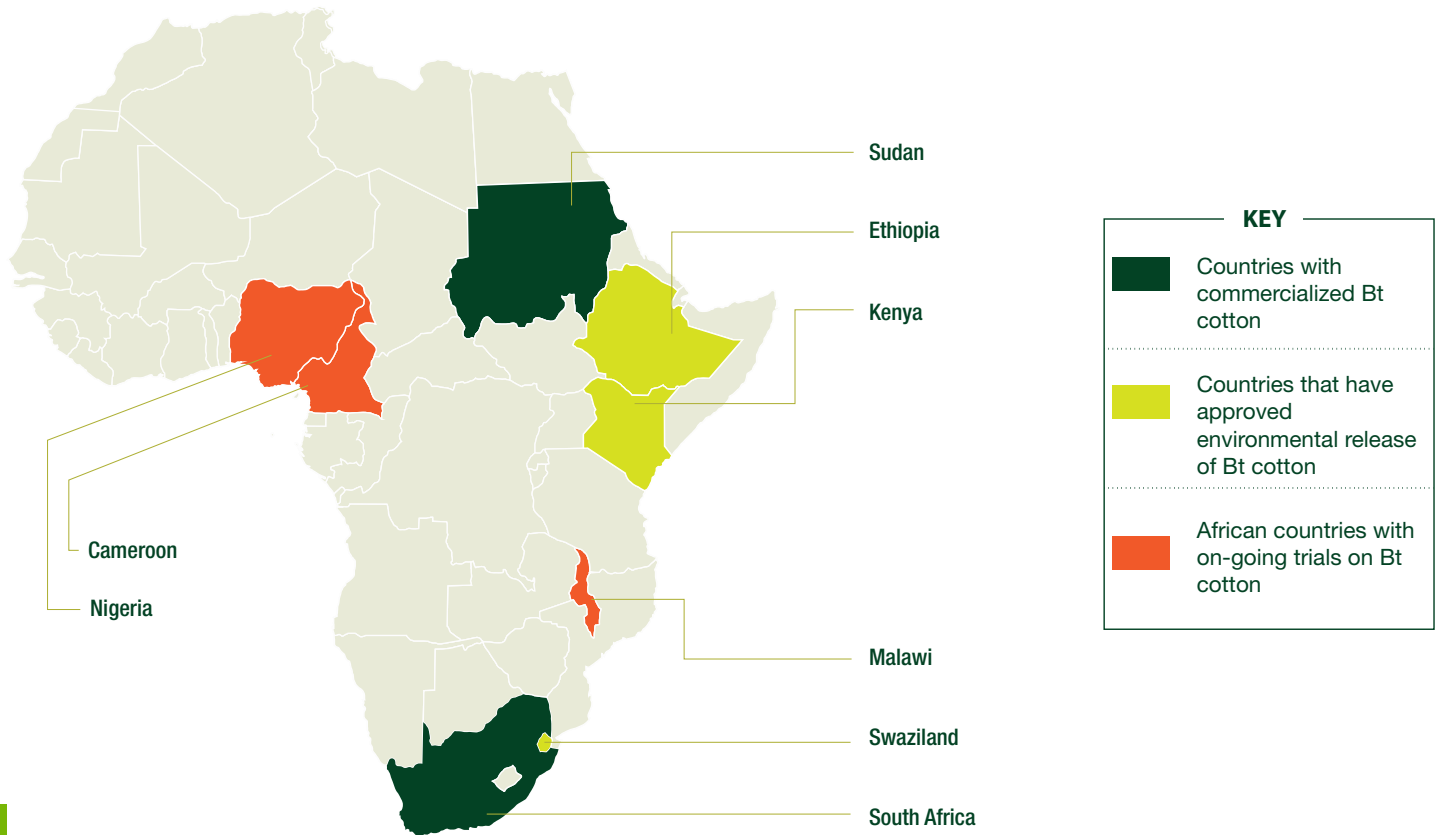 Sudan
Ethiopia
Kenya
Cameroon
Nigeria
Malawi
Swaziland
South Africa
KEY
Countries with
commercialized Bt
cotton
Countries that have
approved
environmental release
of Bt cotton
African countries with
on-going trials on Bt
cotton